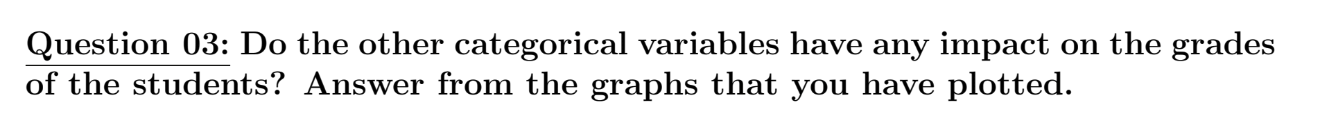 Question 03: Do the other categorical variables have any impact on the grades
of the students? Answer from the graphs that you have plotted.